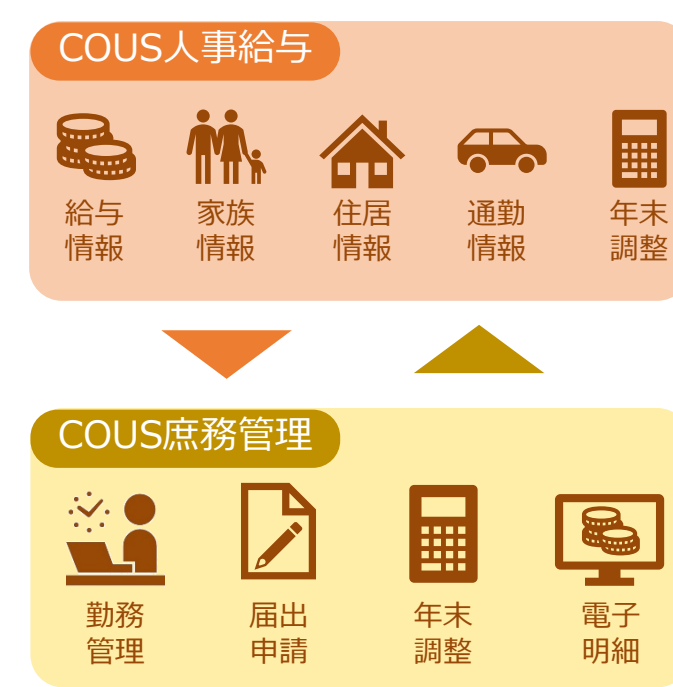 COUS人事給与
給与
情報
家族
情報
住居
情報
通勤
情報
年末
調整
COUS庶務管理
勤務
管理
届出
申請
年末
調整
電子
明細